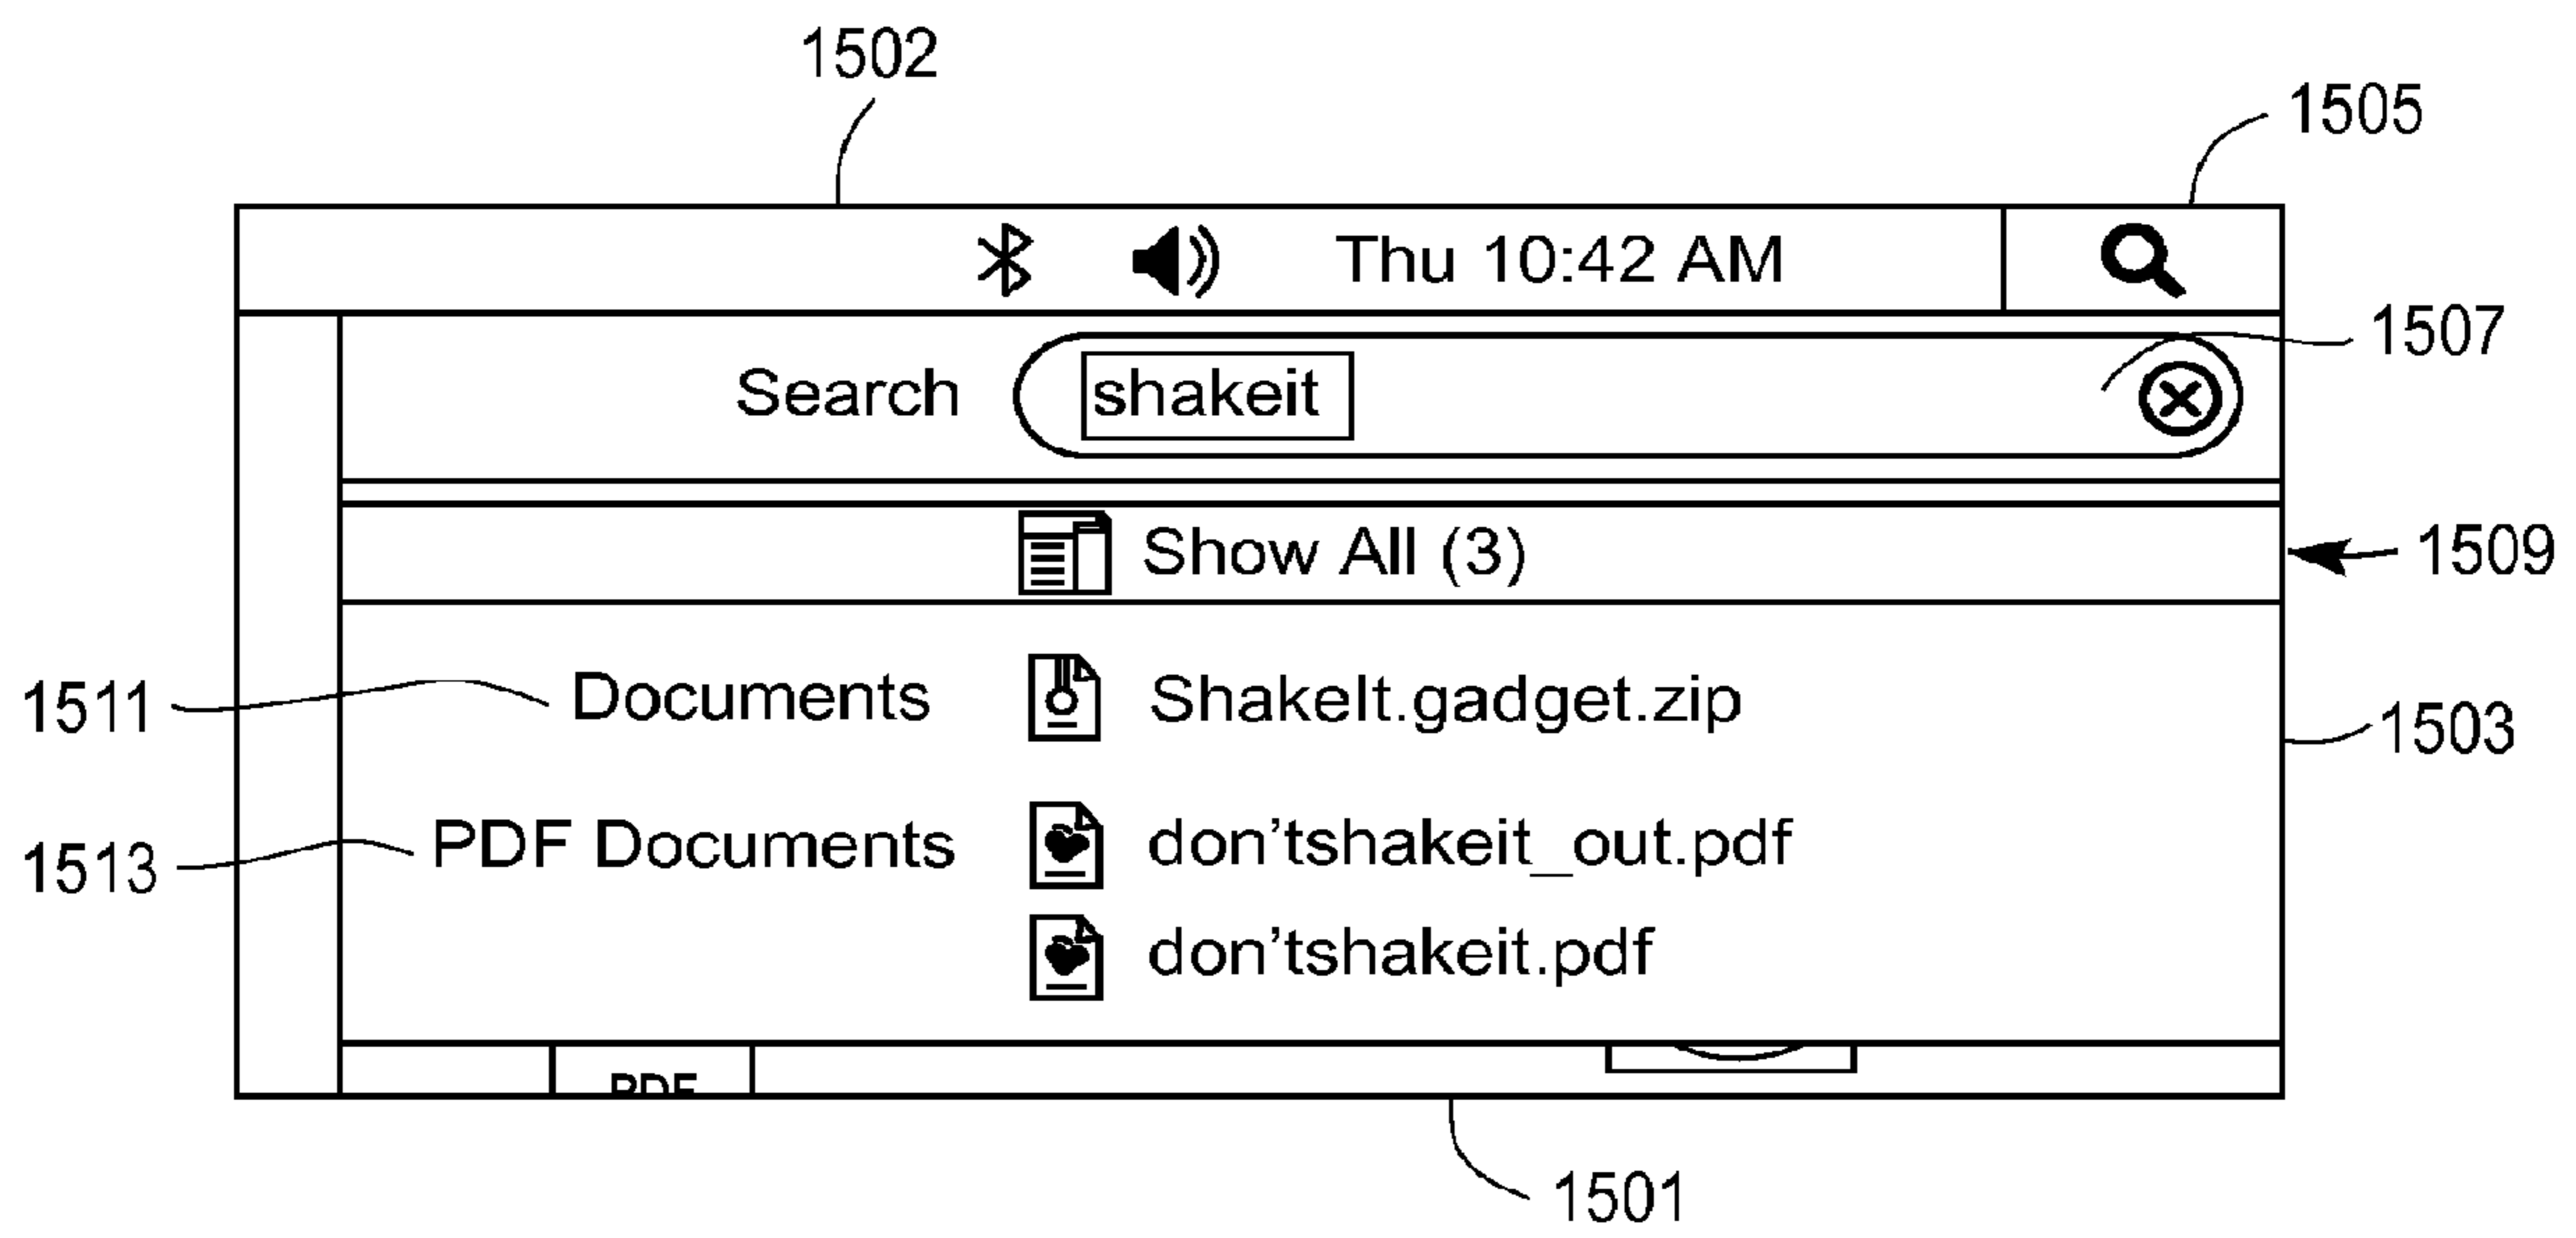 1502
1505
Thu 10:42 AM
1507
Search shakeit
Show All (3)
1509
1511
Documents ShakeIt.gadget.zip
1503
1513
PDF Documents don’tshakeit_out.pdf
don’tshakeit.pdf
PDF
1501